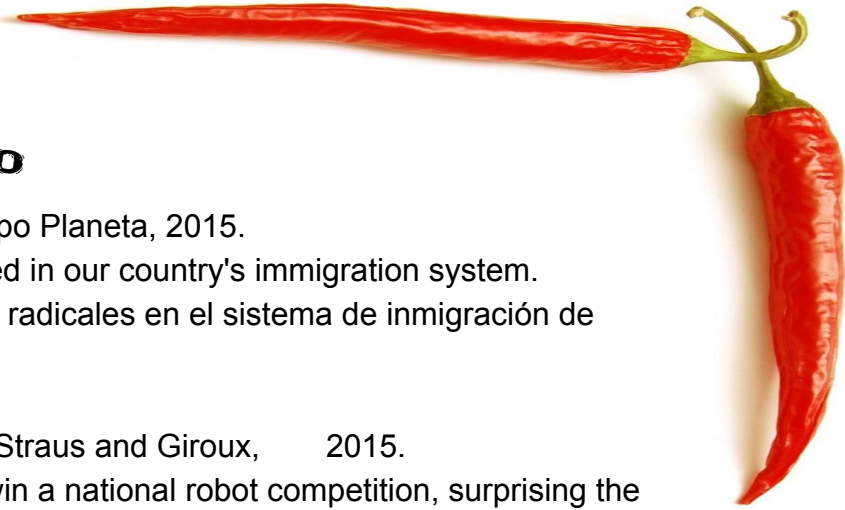 o
po Planeta, 2015.
ed in our country's immigration system.
radicales en el sistema de inmigración de
Straus and Giroux, 2015.
win a national robot competition, surprising the